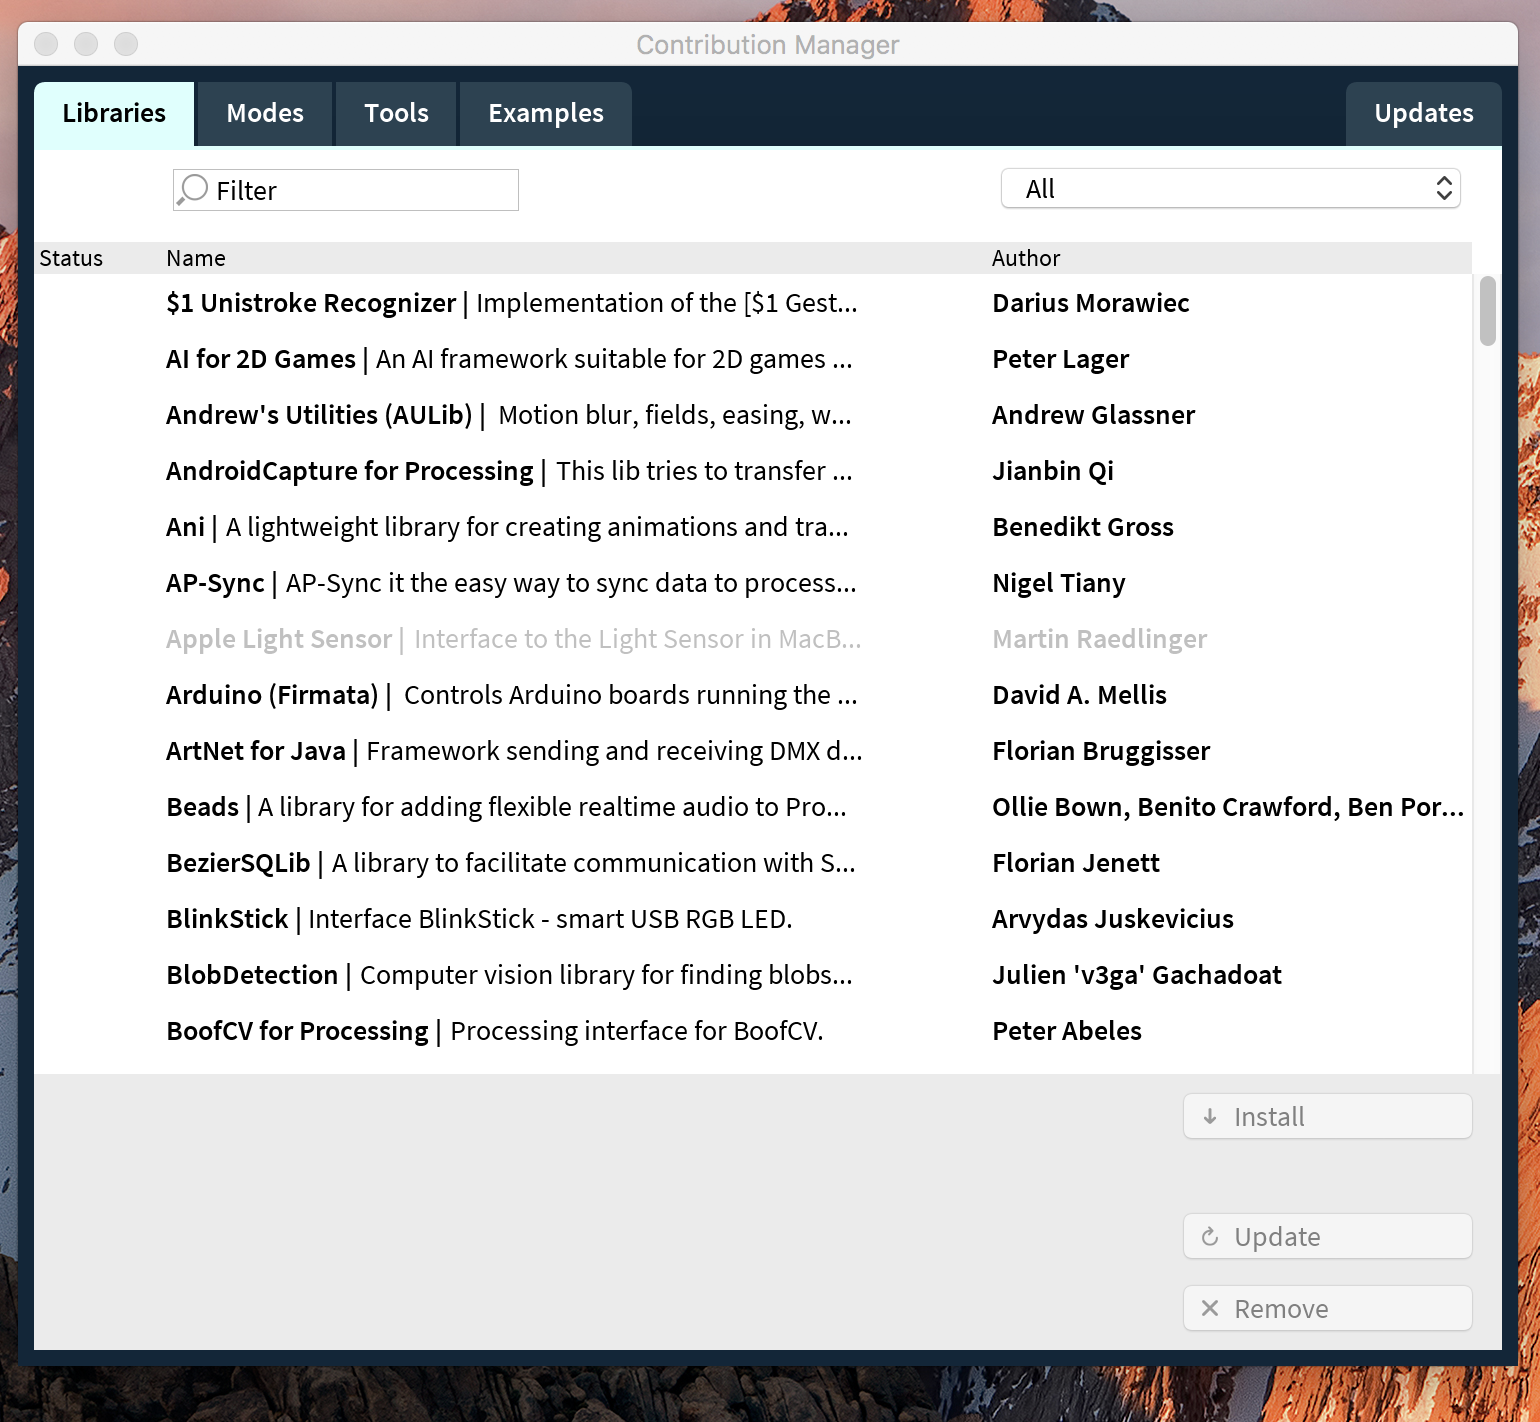 Contribution Manager
Libraries Modes Tools Examples Updates
Filter All
Status Name Author
$1 Unistroke Recognizer | Implementation of the [$1 Gest... Darius Morawiec
AI for 2D Games | An AI framework suitable for 2D games ... Peter Lager
Andrew's Utilities (AULib) | Motion blur, fields, easing, w... Andrew Glassner
AndroidCapture for Processing | This lib tries to transfer ... Jianbin Qi
Ani | A lightweight library for creating animations and tra... Benedikt Gross
AP-Sync | AP-Sync it the easy way to sync data to process... Nigel Tiany
Apple Light Sensor | Interface to the Light Sensor in MacB... Martin Raedlinger
Arduino (Firmata) | Controls Arduino boards running the ... David A. Mellis
ArtNet for Java | Framework sending and receiving DMX d... Florian Bruggisser
Beads | A library for adding flexible realtime audio to Pro... Ollie Bown, Benito Crawford, Ben Por...
BezierSQLib | A library to facilitate communication with S... Florian Jenett
BlinkStick | Interface BlinkStick - smart USB RGB LED. Arvydas Juskevicius
BlobDetection | Computer vision library for finding blobs... Julien 'v3ga' Gachadoat
BoofCV for Processing | Processing interface for BoofCV. Peter Abeles
Install
Update
Remove